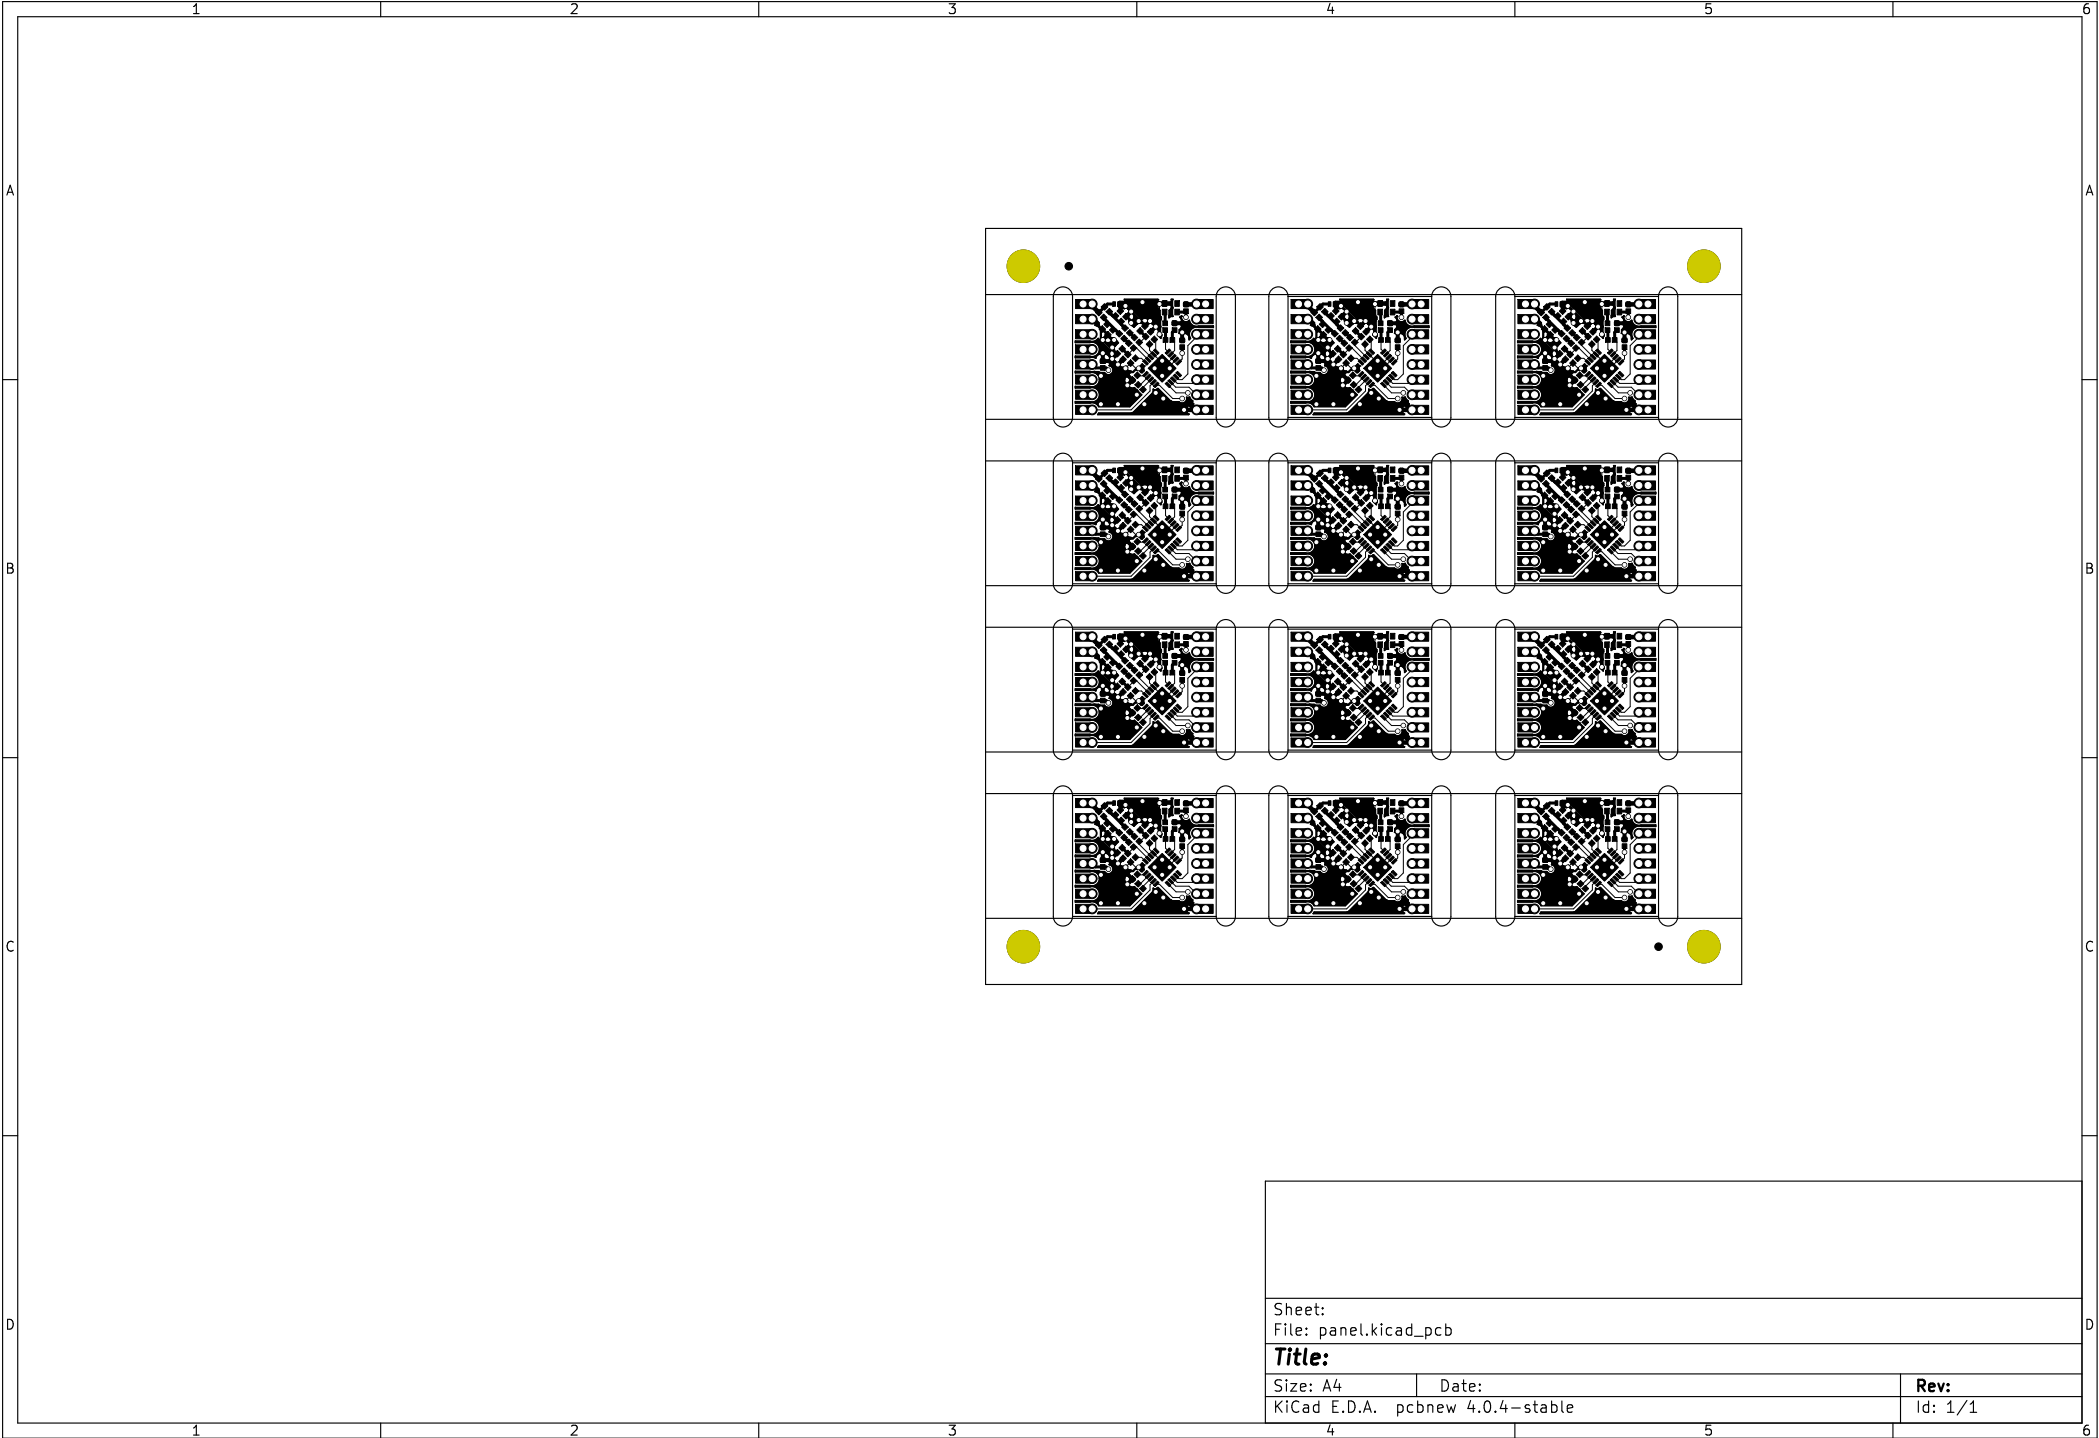 1 2 3 4 5 6
A A
B B
C C
Sheet:
File: panel.kicad_pcb
D D
Title:
Size: A4 Date: Rev:
KiCad E.D.A. pcbnew 4.0.4-stable Id: 1/1
1 2 3 4 5 6